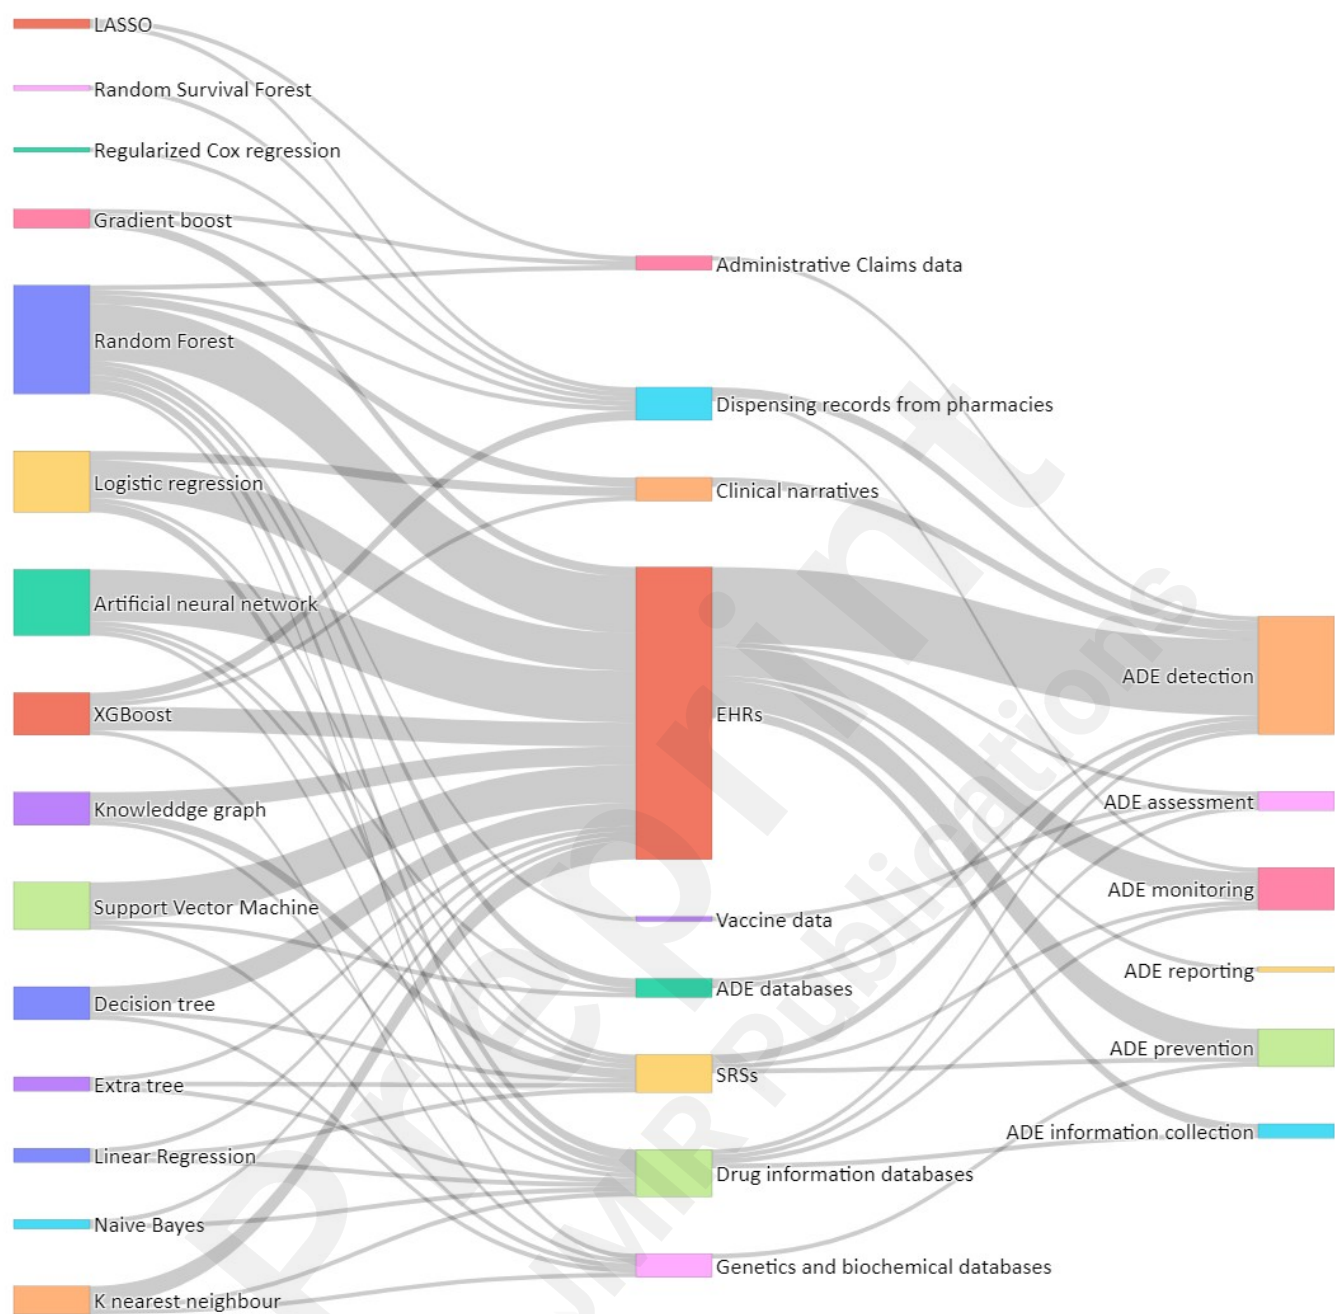 LASSO
Random Survival Forest
Regularized Cox regression
Gradient boost
Random Forest
Logistic regression
Artificial neural network
XGBoost
Knowleddge graph
Support Vector Machine
Decision tree
Extra tree
Linear Regression
Naive Bayes
K nearest neighbour
Administrative Claims data
Dispensing records from pharmacies
Clinical narratives
EHRs
Vaccine data
ADE databases
SRSs
Drug information databases
Genetics and biochemical databases
ADE detection
ADE assessment
ADE monitoring
ADE reporting
ADE prevention
ADE information collection
Preprint
JMIR Publications